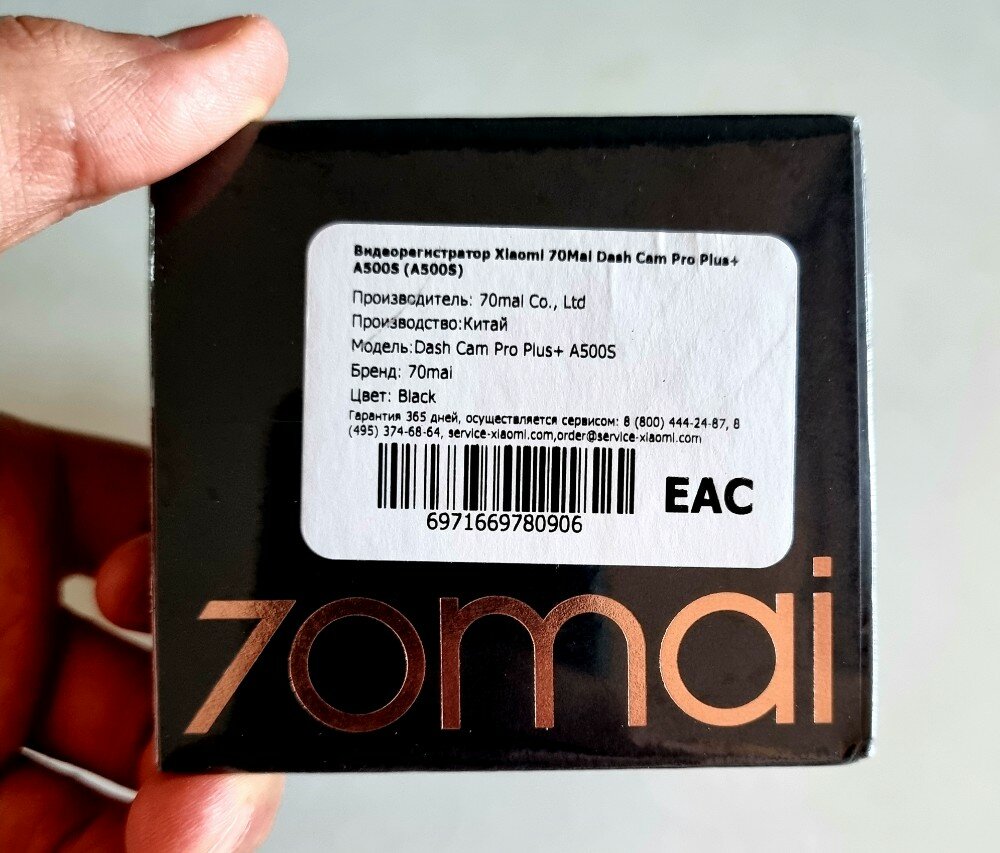 Видеорегистратор Xiaomi 70Mai Dash Cam Pro Plus+
A500S (A500S)
Производитель: 70mai Co., Ltd
Производство:Китай
Модель:Dash Cam Pro Plus+ A500S
Бренд: 70mai
Цвет: Black
Гарантия 365 дней, осуществляется сервисом: 8 (800) 444-24-87, 8
(495) 374-68-64, service-xiaomi.com,order@service-xiaomi.com
6971669780906
EAC
70mai